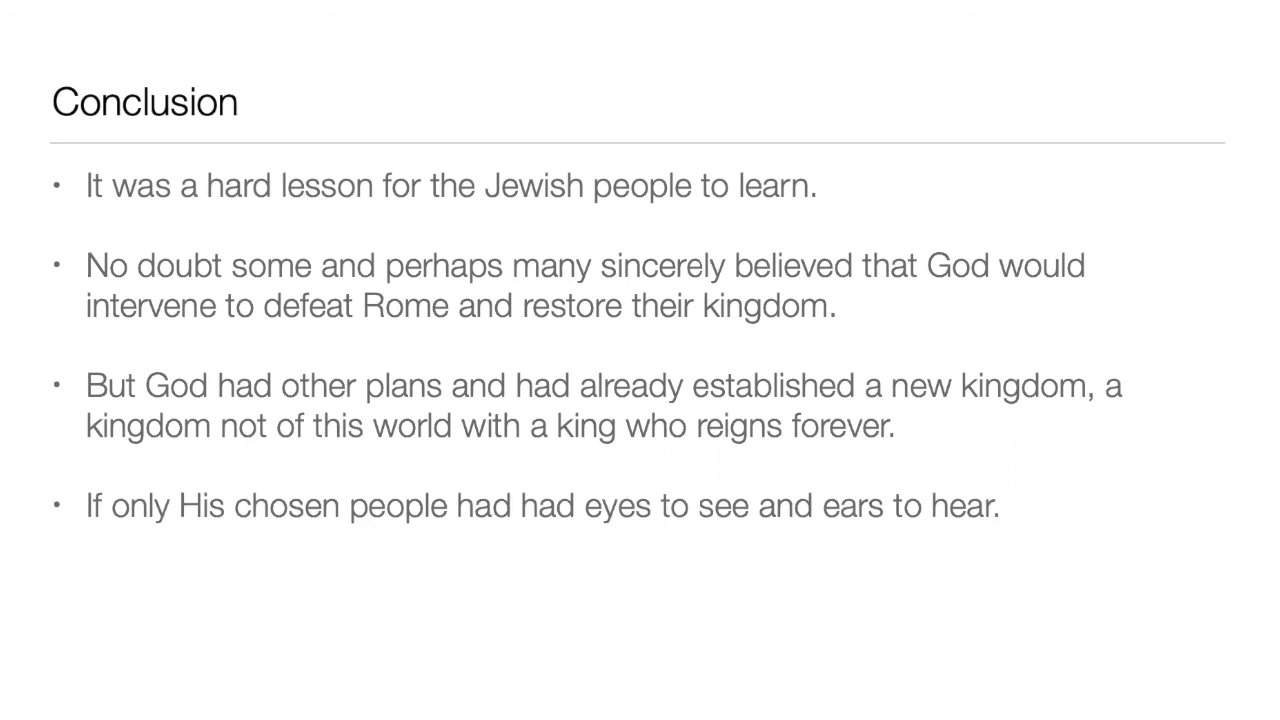 Conclusion
• It was a hard lesson for the Jewish people to learn.
• No doubt some and perhaps many sincerely believed that God would
intervene to defeat Rome and restore their kingdom.
• But God had other plans and had already established a new kingdom, a
kingdom not of this world with a king who reigns forever.
• If only His chosen people had had eyes to see and ears to hear.